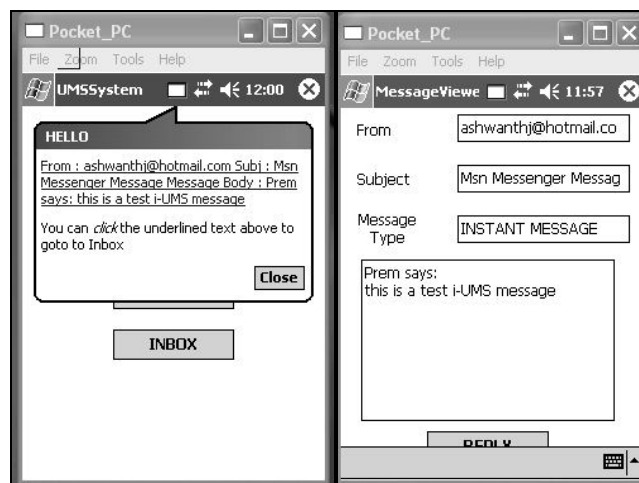 Pocket_PC
File Zoom Tools Help
UMSSystem 12:00
HELLO
From : ashwanthj@hotmail.com Subj : Msn
Messenger Message Message Body : Prem
says: this is a test i-UMS message
You can click the underlined text above to
goto to Inbox
Close
INBOX
Pocket_PC
File Zoom Tools Help
MessageViewe 11:57
From ashwanthj@hotmail.co
Subject Msn Messenger Messag
Message
Type
INSTANT MESSAGE
Prem says:
this is a test i-UMS message
REPLY